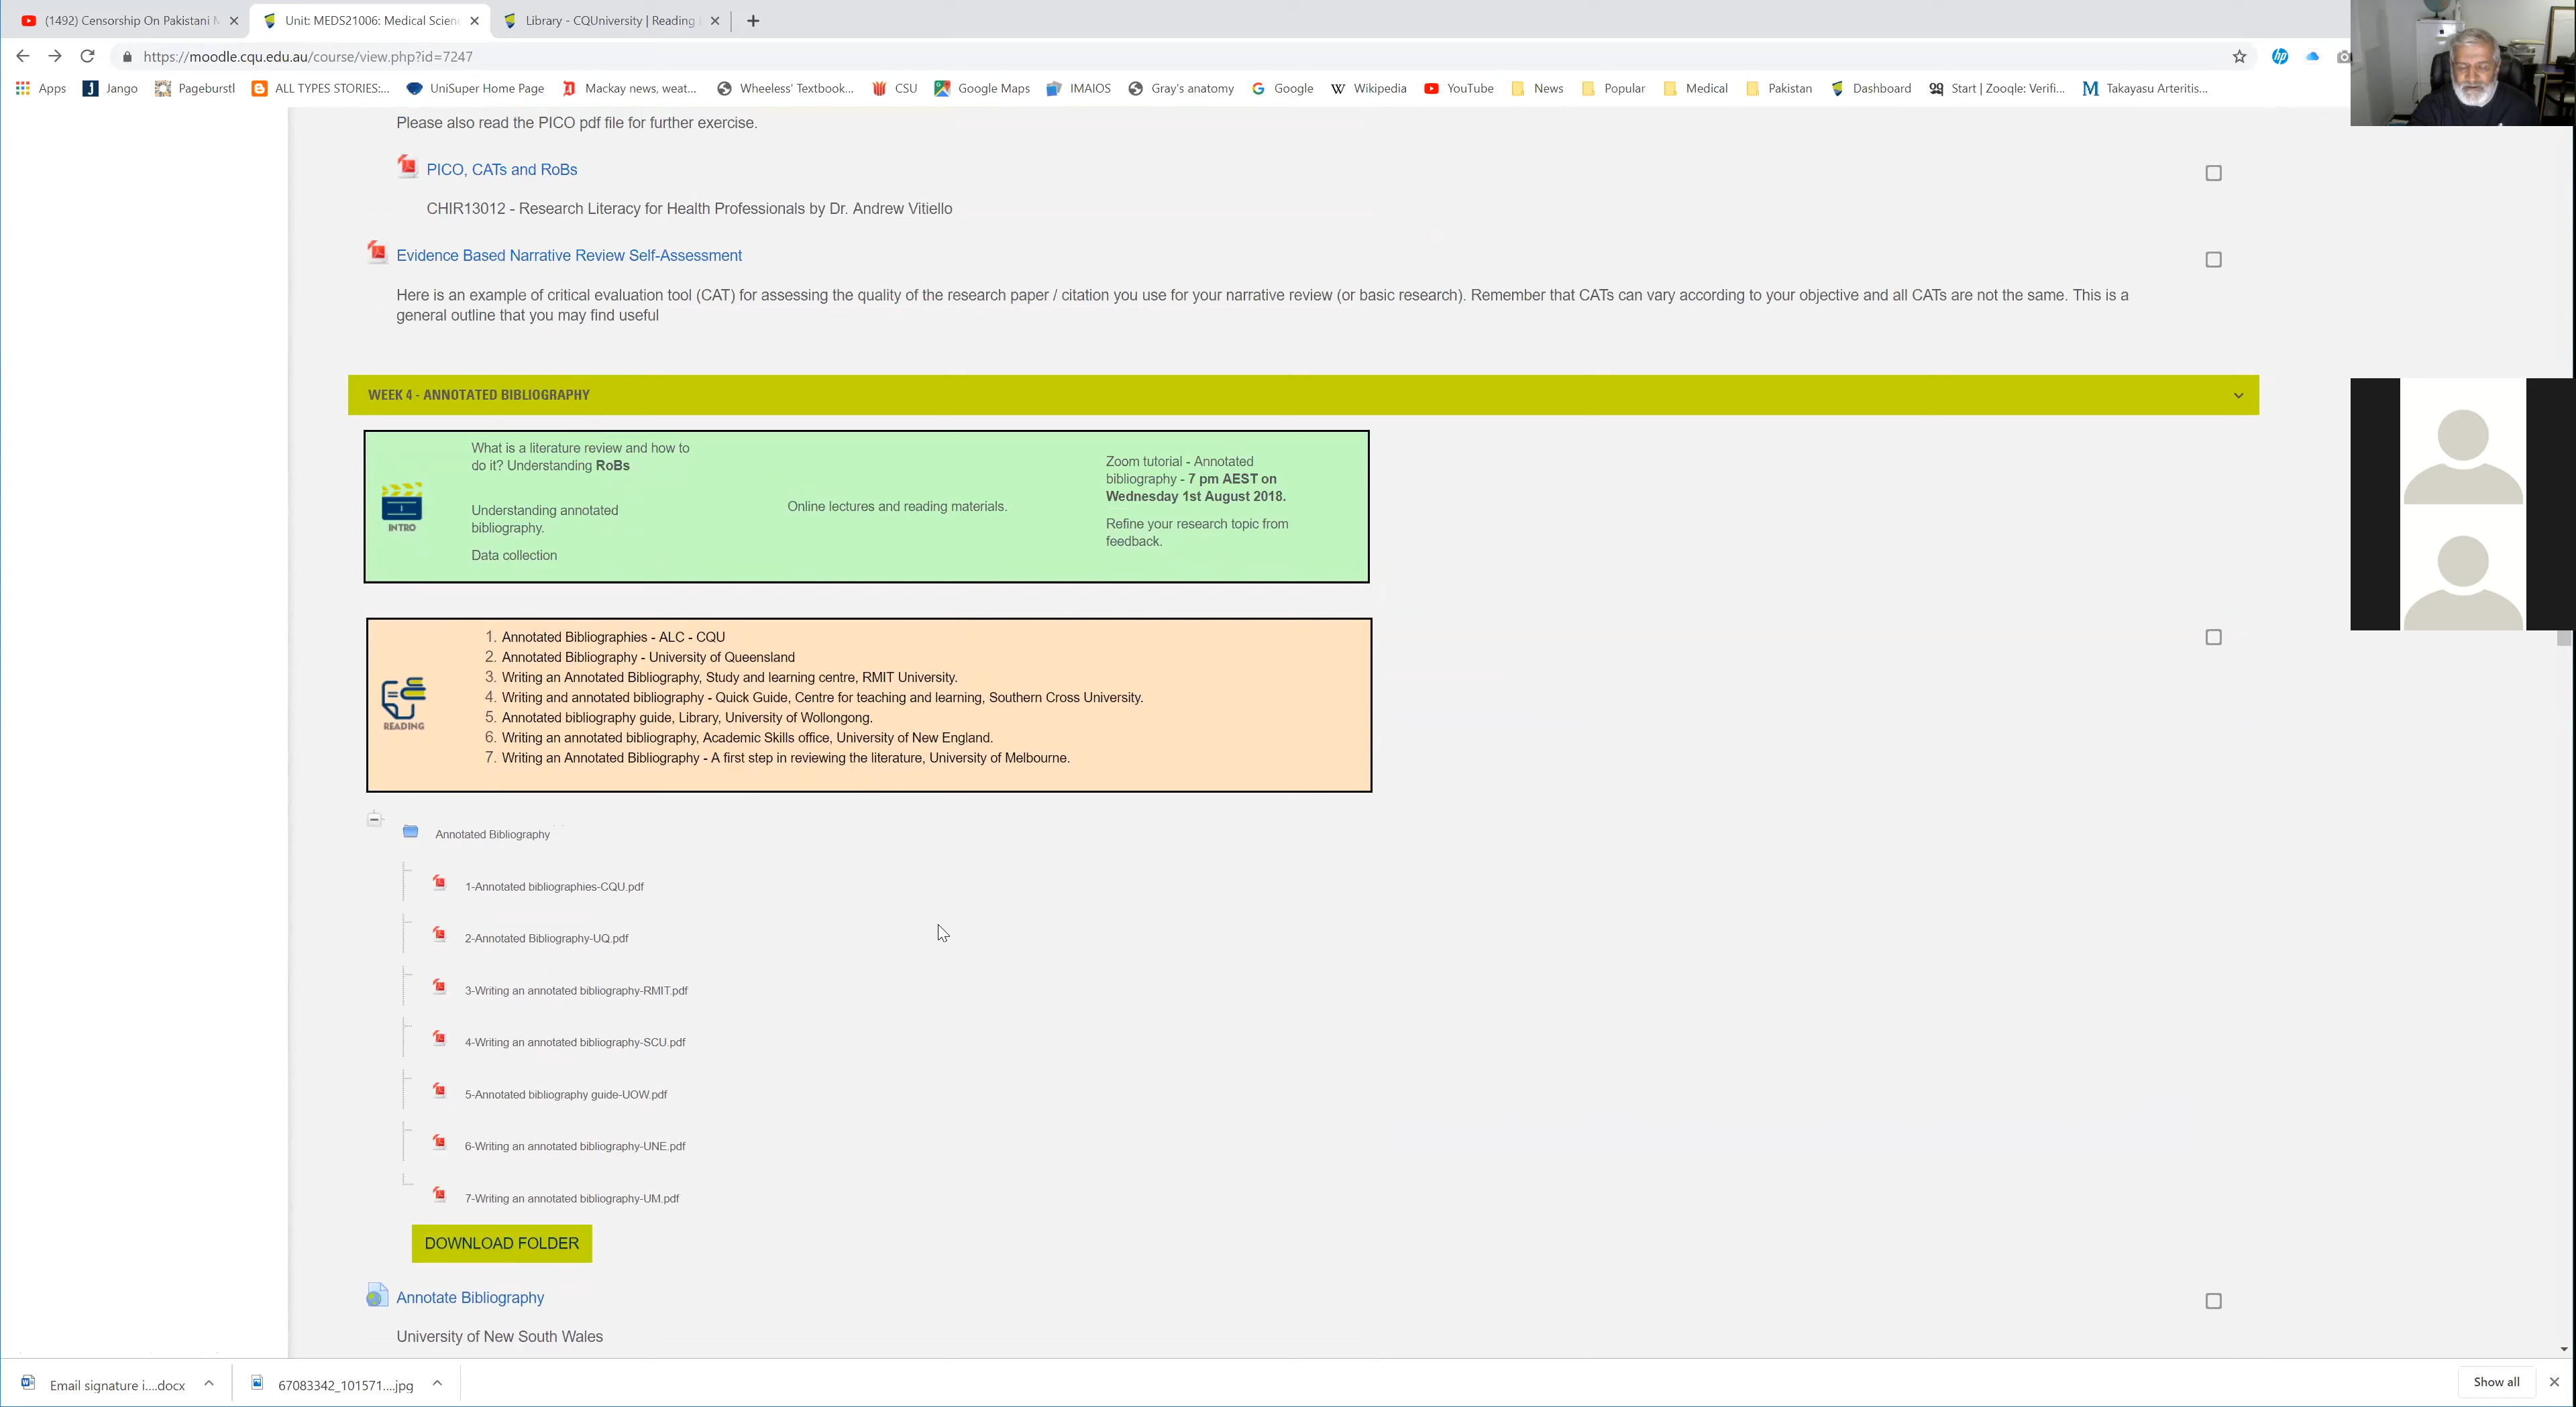 (1492) Censorship On Pakistani M
Unit: MEDS21006: Medical Scienc
Library - CQUniversity | Reading
https://moodle.cqu.edu.au/course/view.php?id=7247
Apps
Jango
Pageburstl
ALL TYPES STORIES:...
UniSuper Home Page
Mackay news, weat...
Wheeless' Textbook...
CSU
Google Maps
IMAIOS
Gray's anatomy
Google
Wikipedia
YouTube
News
Popular
Medical
Pakistan
Dashboard
Start | Zooqle: Verifi...
Takayasu Arteritis...
Please also read the PICO pdf file for further exercise.
PICO, CATs and RoBs
CHIR13012 - Research Literacy for Health Professionals by Dr. Andrew Vitiello
Evidence Based Narrative Review Self-Assessment
Here is an example of critical evaluation tool (CAT) for assessing the quality of the research paper / citation you use for your narrative review (or basic research). Remember that CATs can vary according to your objective and all CATs are not the same. This is a
general outline that you may find useful
WEEK 4 - ANNOTATED BIBLIOGRAPHY
INTRO
What is a literature review and how to
do it? Understanding RoBs
Understanding annotated
bibliography.
Data collection
Online lectures and reading materials.
Zoom tutorial - Annotated
bibliography - 7 pm AEST on
Wednesday 1st August 2018.
Refine your research topic from
feedback.
READING
1. Annotated Bibliographies - ALC - CQU
2. Annotated Bibliography - University of Queensland
3. Writing an Annotated Bibliography, Study and learning centre, RMIT University.
4. Writing and annotated bibliography - Quick Guide, Centre for teaching and learning, Southern Cross University.
5. Annotated bibliography guide, Library, University of Wollongong.
6. Writing an annotated bibliography, Academic Skills office, University of New England.
7. Writing an Annotated Bibliography - A first step in reviewing the literature, University of Melbourne.
Annotated Bibliography
1-Annotated bibliographies-CQU.pdf
2-Annotated Bibliography-UQ.pdf
3-Writing an annotated bibliography-RMIT.pdf
4-Writing an annotated bibliography-SCU.pdf
5-Annotated bibliography guide-UOW.pdf
6-Writing an annotated bibliography-UNE.pdf
7-Writing an annotated bibliography-UM.pdf
DOWNLOAD FOLDER
Annotate Bibliography
University of New South Wales
Email signature i....docx
67083342_101571....jpg
Show all